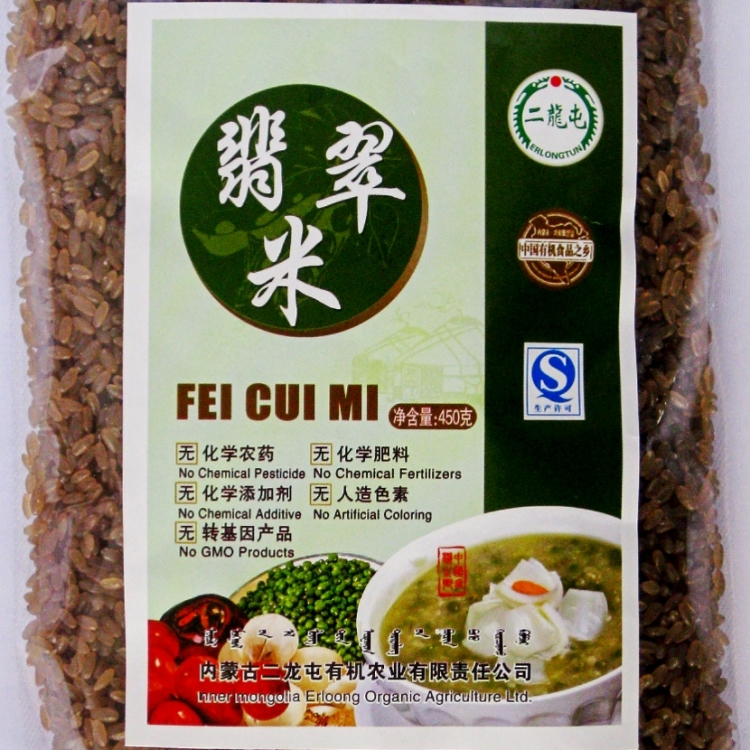 翡翠
米
二龍屯
ERLONGTUN
中国有机食品之乡
生产许可
FEI CUI MI
净含量:450克
无 化学农药 无 化学肥料
No Chemical Pesticide No Chemical Fertilizers
无 化学添加剂 无 人造色素
No Chemical Additive No Artificial Coloring
无 转基因产品
No GMO Products
内蒙古二龙屯有机农业有限责任公司
Inner mongolia Erloong Organic Agriculture Ltd.